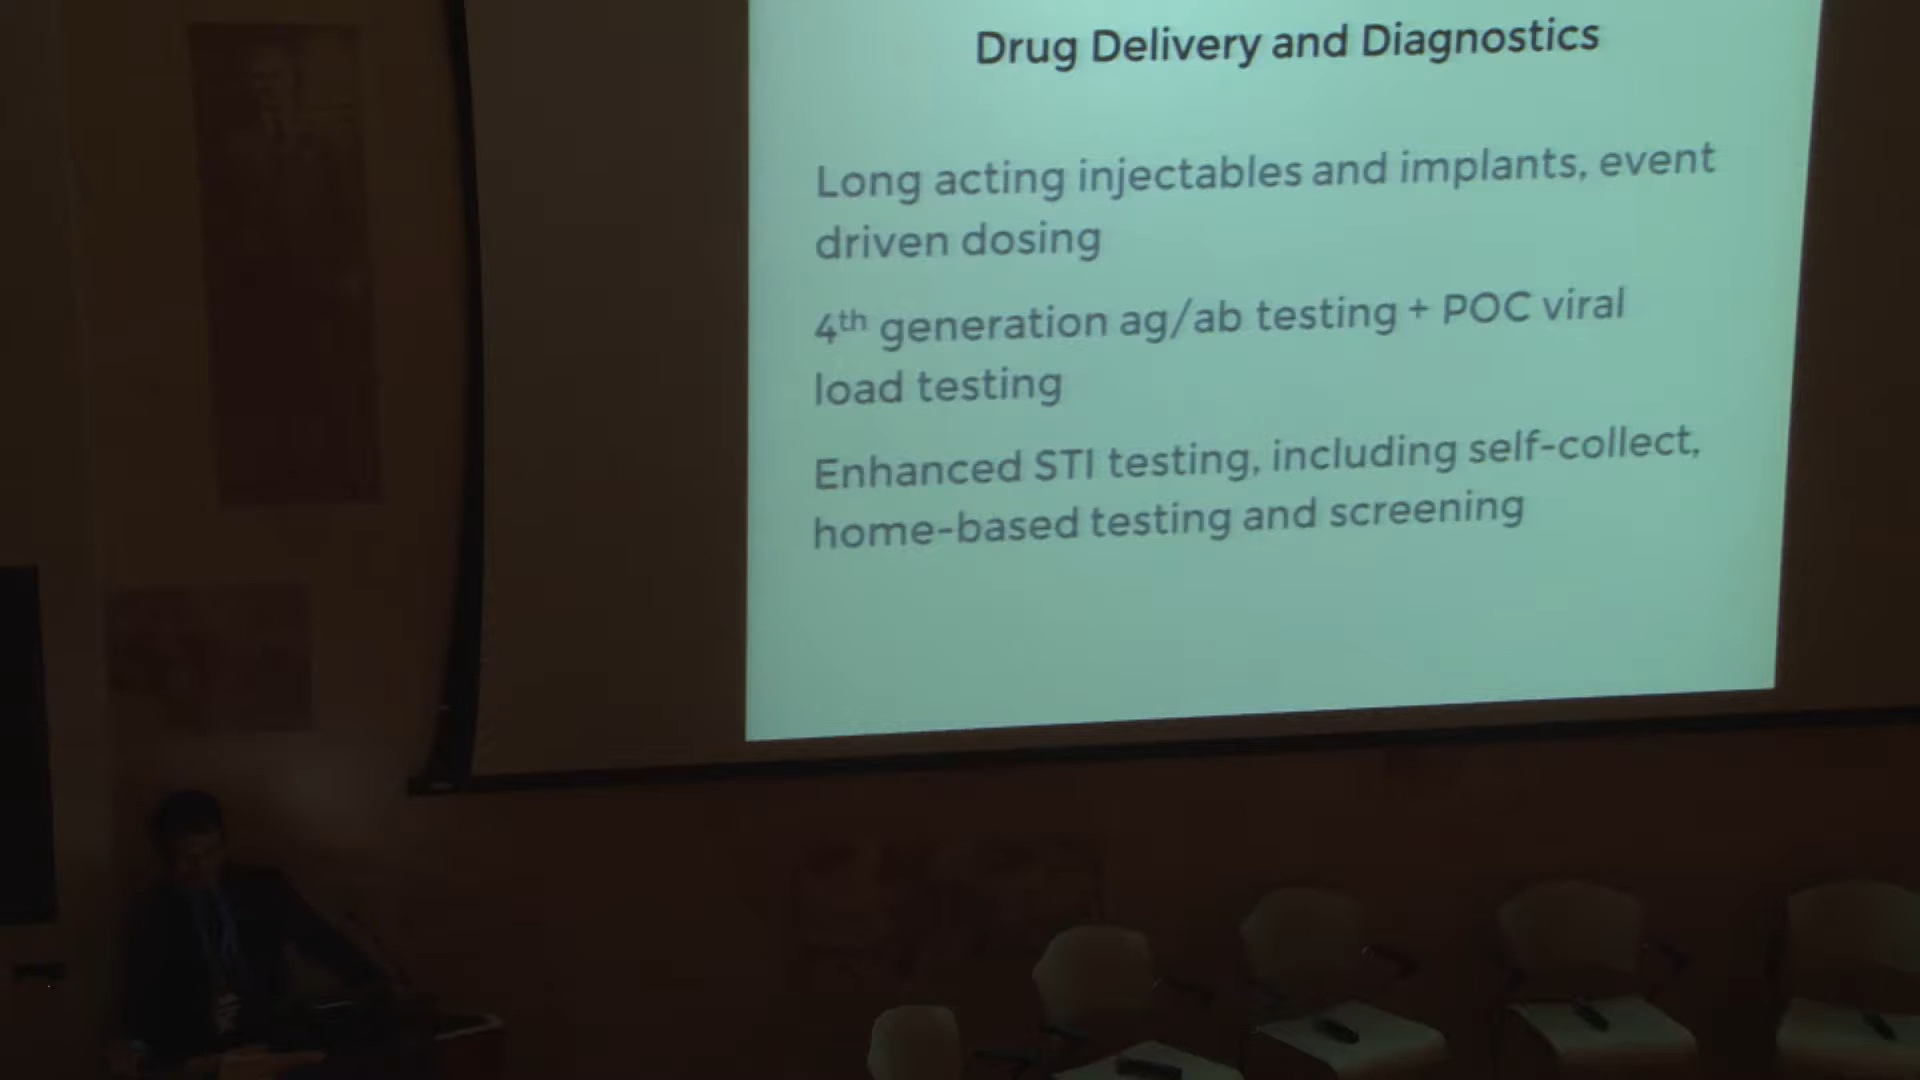 Drug Delivery and Diagnostics
Long acting injectables and implants, event
driven dosing
4th generation ag/ab testing + POC viral
load testing
Enhanced STI testing, including self-collect,
home-based testing and screening